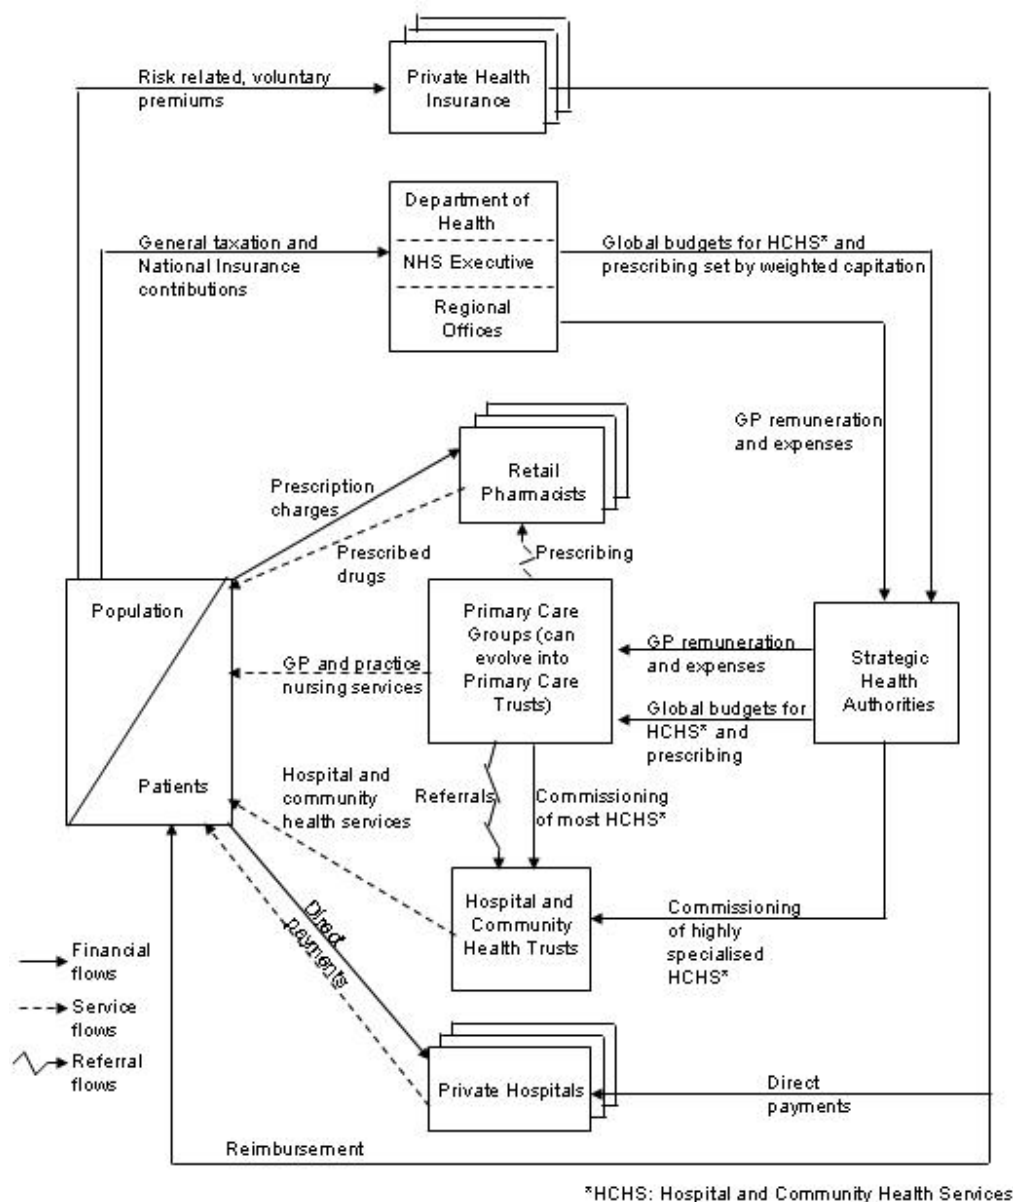 Risk related, voluntary
premiums
Private Health
Insurance
Department of
Health
NHS Executive
Regional
Offices
General taxation and
National Insurance
contributions
Global budgets for HCHS* and
prescribing set by weighted capitation
GP remuneration
and expenses
Retail
Pharmacists
Prescription
charges
Prescribed
drugs
Prescribing
Population
Patients
Primary Care
Groups (can
evolve into
Primary Care
Trusts)
GP and practice
nursing services
GP remuneration
and expenses
Global budgets for
HCHS* and
prescribing
Strategic
Health
Authorities
Hospital and
community
health services
Referrals
Commissioning
of most HCHS*
Hospital and
Community
Health Trusts
Commissioning
of highly
specialised
HCHS*
Direct
payments
Financial
flows
Service
flows
Referral
flows
Private Hospitals
Direct
payments
Reimbursement
*HCHS: Hospital and Community Health Services